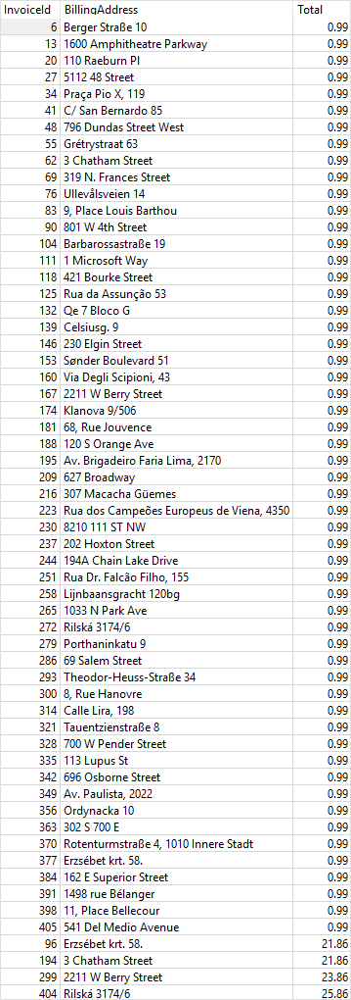 InvoiceId BillingAddress Total
6 Berger Straße 10 0.99
13 1600 Amphitheatre Parkway 0.99
20 110 Raeburn Pl 0.99
27 5112 48 Street 0.99
34 Praça Pio X, 119 0.99
41 C/ San Bernardo 85 0.99
48 796 Dundas Street West 0.99
55 Grétrystraat 63 0.99
62 3 Chatham Street 0.99
69 319 N. Frances Street 0.99
76 Ullevålsveien 14 0.99
83 9, Place Louis Barthou 0.99
90 801 W 4th Street 0.99
104 Barbarossastraße 19 0.99
111 1 Microsoft Way 0.99
118 421 Bourke Street 0.99
125 Rua da Assunção 53 0.99
132 Qe 7 Bloco G 0.99
139 Celsiusg. 9 0.99
146 230 Elgin Street 0.99
153 Sønder Boulevard 51 0.99
160 Via Degli Scipioni, 43 0.99
167 2211 W Berry Street 0.99
174 Klanova 9/506 0.99
181 68, Rue Jouvence 0.99
188 120 S Orange Ave 0.99
195 Av. Brigadeiro Faria Lima, 2170 0.99
209 627 Broadway 0.99
216 307 Macacha Güemes 0.99
223 Rua dos Campeões Europeus de Viena, 4350 0.99
230 8210 111 ST NW 0.99
237 202 Hoxton Street 0.99
244 194A Chain Lake Drive 0.99
251 Rua Dr. Falcão Filho, 155 0.99
258 Lijnbaansgracht 120bg 0.99
265 1033 N Park Ave 0.99
272 Rilská 3174/6 0.99
279 Porthaninkatu 9 0.99
286 69 Salem Street 0.99
293 Theodor-Heuss-Straße 34 0.99
300 8, Rue Hanovre 0.99
314 Calle Lira, 198 0.99
321 Tauentzienstraße 8 0.99
328 700 W Pender Street 0.99
335 113 Lupus St 0.99
342 696 Osborne Street 0.99
349 Av. Paulista, 2022 0.99
356 Ordynacka 10 0.99
363 302 S 700 E 0.99
370 Rotenturmstraße 4, 1010 Innere Stadt 0.99
377 Erzsébet krt. 58. 0.99
384 162 E Superior Street 0.99
391 1498 rue Bélanger 0.99
398 11, Place Bellecour 0.99
405 541 Del Medio Avenue 0.99
96 Erzsébet krt. 58. 21.86
194 3 Chatham Street 21.86
299 2211 W Berry Street 23.86
404 Rilská 3174/6 25.86